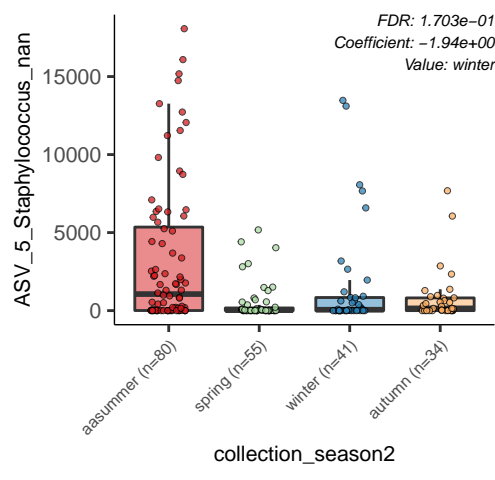 FDR: 1.703e−01
Coefficient: −1.94e+00
Value: winter
ASV_5_Staphylococcus_nan
15000
10000
5000
0
aasummer (n=80)
spring (n=55)
winter (n=41)
autumn (n=34)
collection_season2